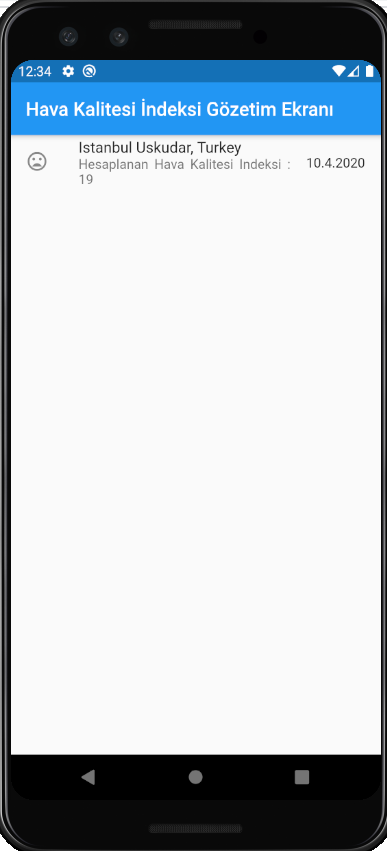 12:34
Hava Kalitesi İndeksi Gözetim Ekranı
Istanbul Uskudar, Turkey
Hesaplanan Hava Kalitesi Indeksi :
19
10.4.2020